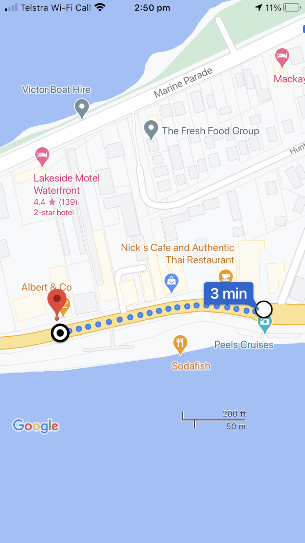 Telstra Wi-Fi Call
2:50 pm
11%
Marine Parade
Victor Boat Hire
Mackay
The Fresh Food Group
Hunt
Lakeside Motel
Waterfront
4.4 ★ (139)
2-star hotel
Nick's Cafe and Authentic
Thai Restaurant
Albert & Co
3 min
Peels Cruises
Sodafish
200 ft
50 m
Google